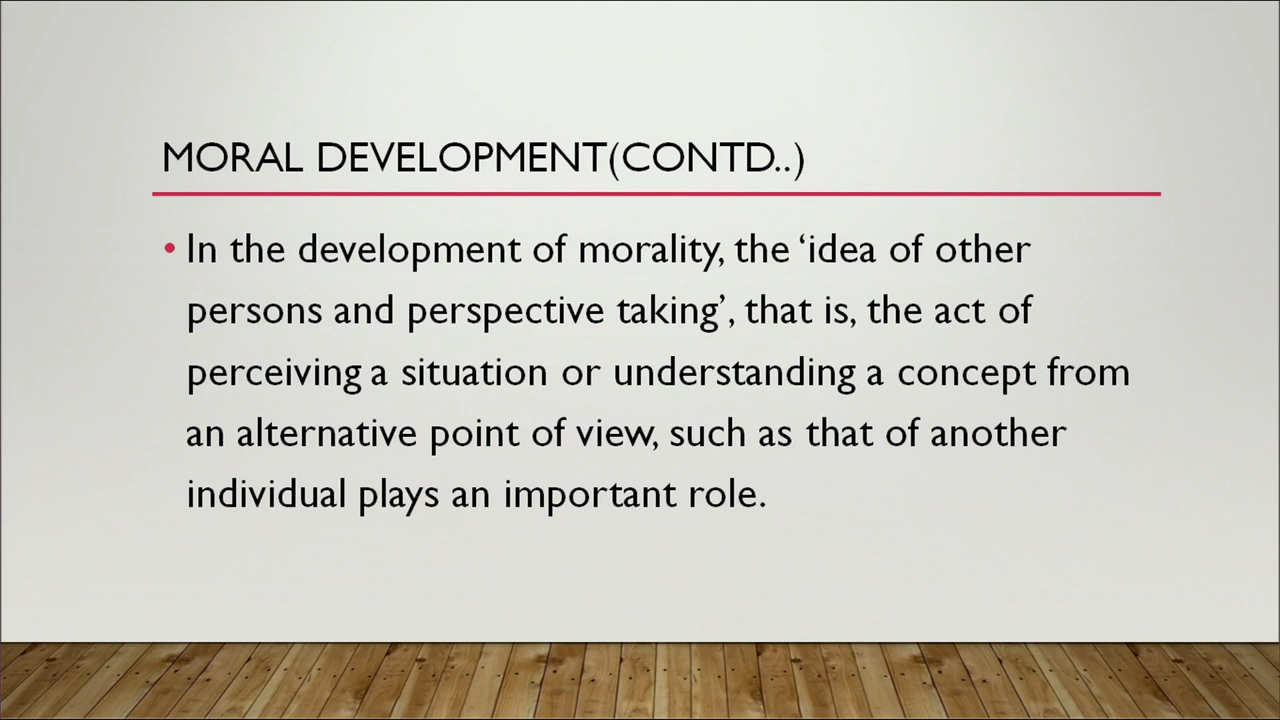 MORAL DEVELOPMENT(CONTD..)
• In the development of morality, the ‘idea of other
persons and perspective taking’, that is, the act of
perceiving a situation or understanding a concept from
an alternative point of view, such as that of another
individual plays an important role.